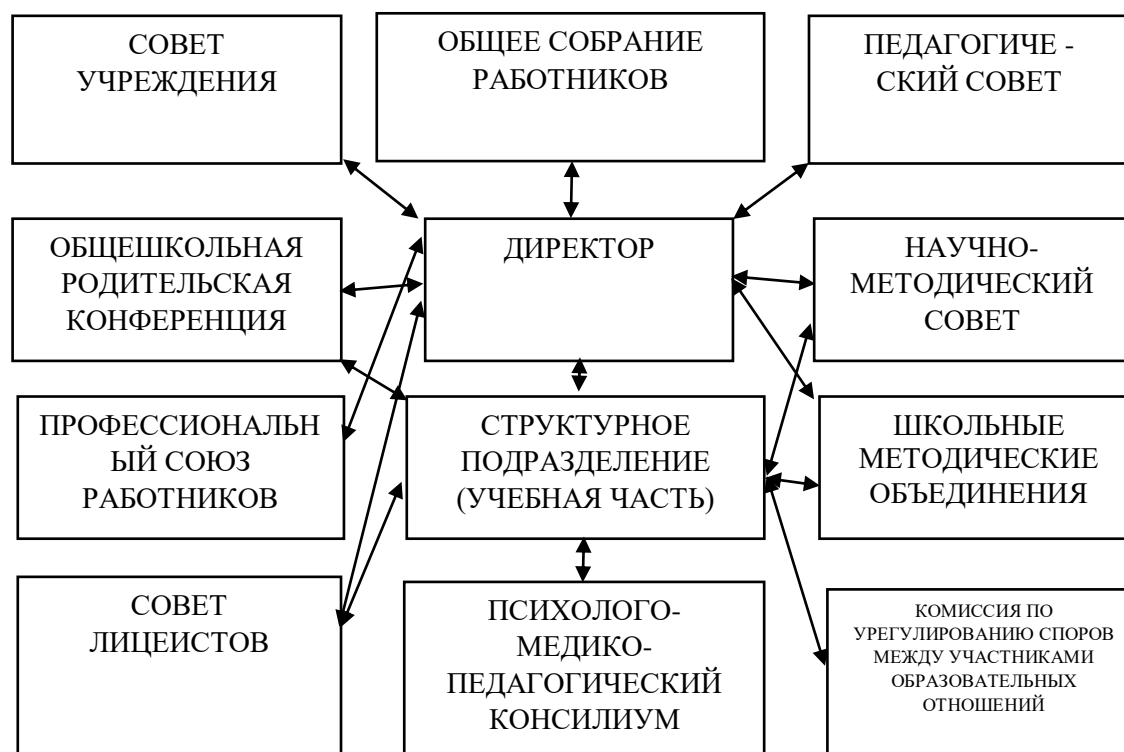 СОВЕТ
УЧРЕЖДЕНИЯ
ОБЩЕЕ СОБРАНИЕ
РАБОТНИКОВ
ПЕДАГОГИЧЕ -
СКИЙ СОВЕТ
ОБЩЕШКОЛЬНАЯ
РОДИТЕЛЬСКАЯ
КОНФЕРЕНЦИЯ
ДИРЕКТОР
НАУЧНО-
МЕТОДИЧЕСКИЙ
СОВЕТ
ПРОФЕССИОНАЛЬН
ЫЙ СОЮЗ
РАБОТНИКОВ
СТРУКТУРНОЕ
ПОДРАЗДЕЛЕНИЕ
(УЧЕБНАЯ ЧАСТЬ)
ШКОЛЬНЫЕ
МЕТОДИЧЕСКИЕ
ОБЪЕДИНЕНИЯ
СОВЕТ
ЛИЦЕИСТОВ
ПСИХОЛОГО-
МЕДИКО-
ПЕДАГОГИЧЕСКИЙ
КОНСИЛИУМ
КОМИССИЯ ПО
УРЕГУЛИРОВАНИЮ СПОРОВ
МЕЖДУ УЧАСТНИКАМИ
ОБРАЗОВАТЕЛЬНЫХ
ОТНОШЕНИЙ